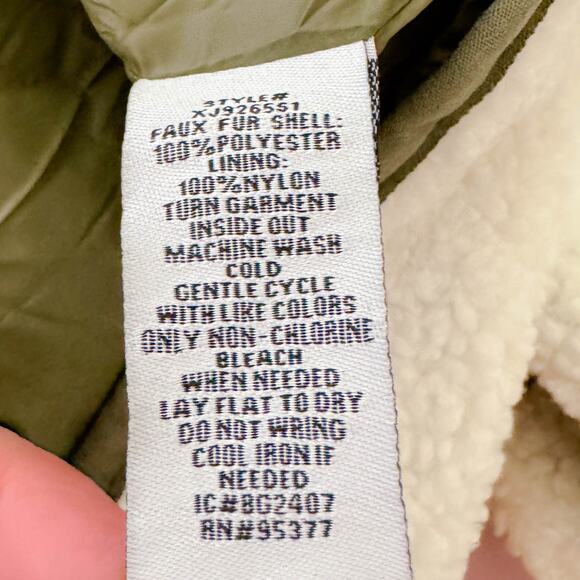 STYLE#
XJ926551
FAUX FUR SHELL:
100%POLYESTER
LINING:
100%NYLON
TURN GARMENT
INSIDE OUT
MACHINE WASH
COLD
GENTLE CYCLE
WITH LIKE COLORS
ONLY NON-CHLORINE
BLEACH
WHEN NEEDED
LAY FLAT TO DRY
DO NOT WRING
COOL IRON IF
NEEDED
IC#BG2407
RN#95377